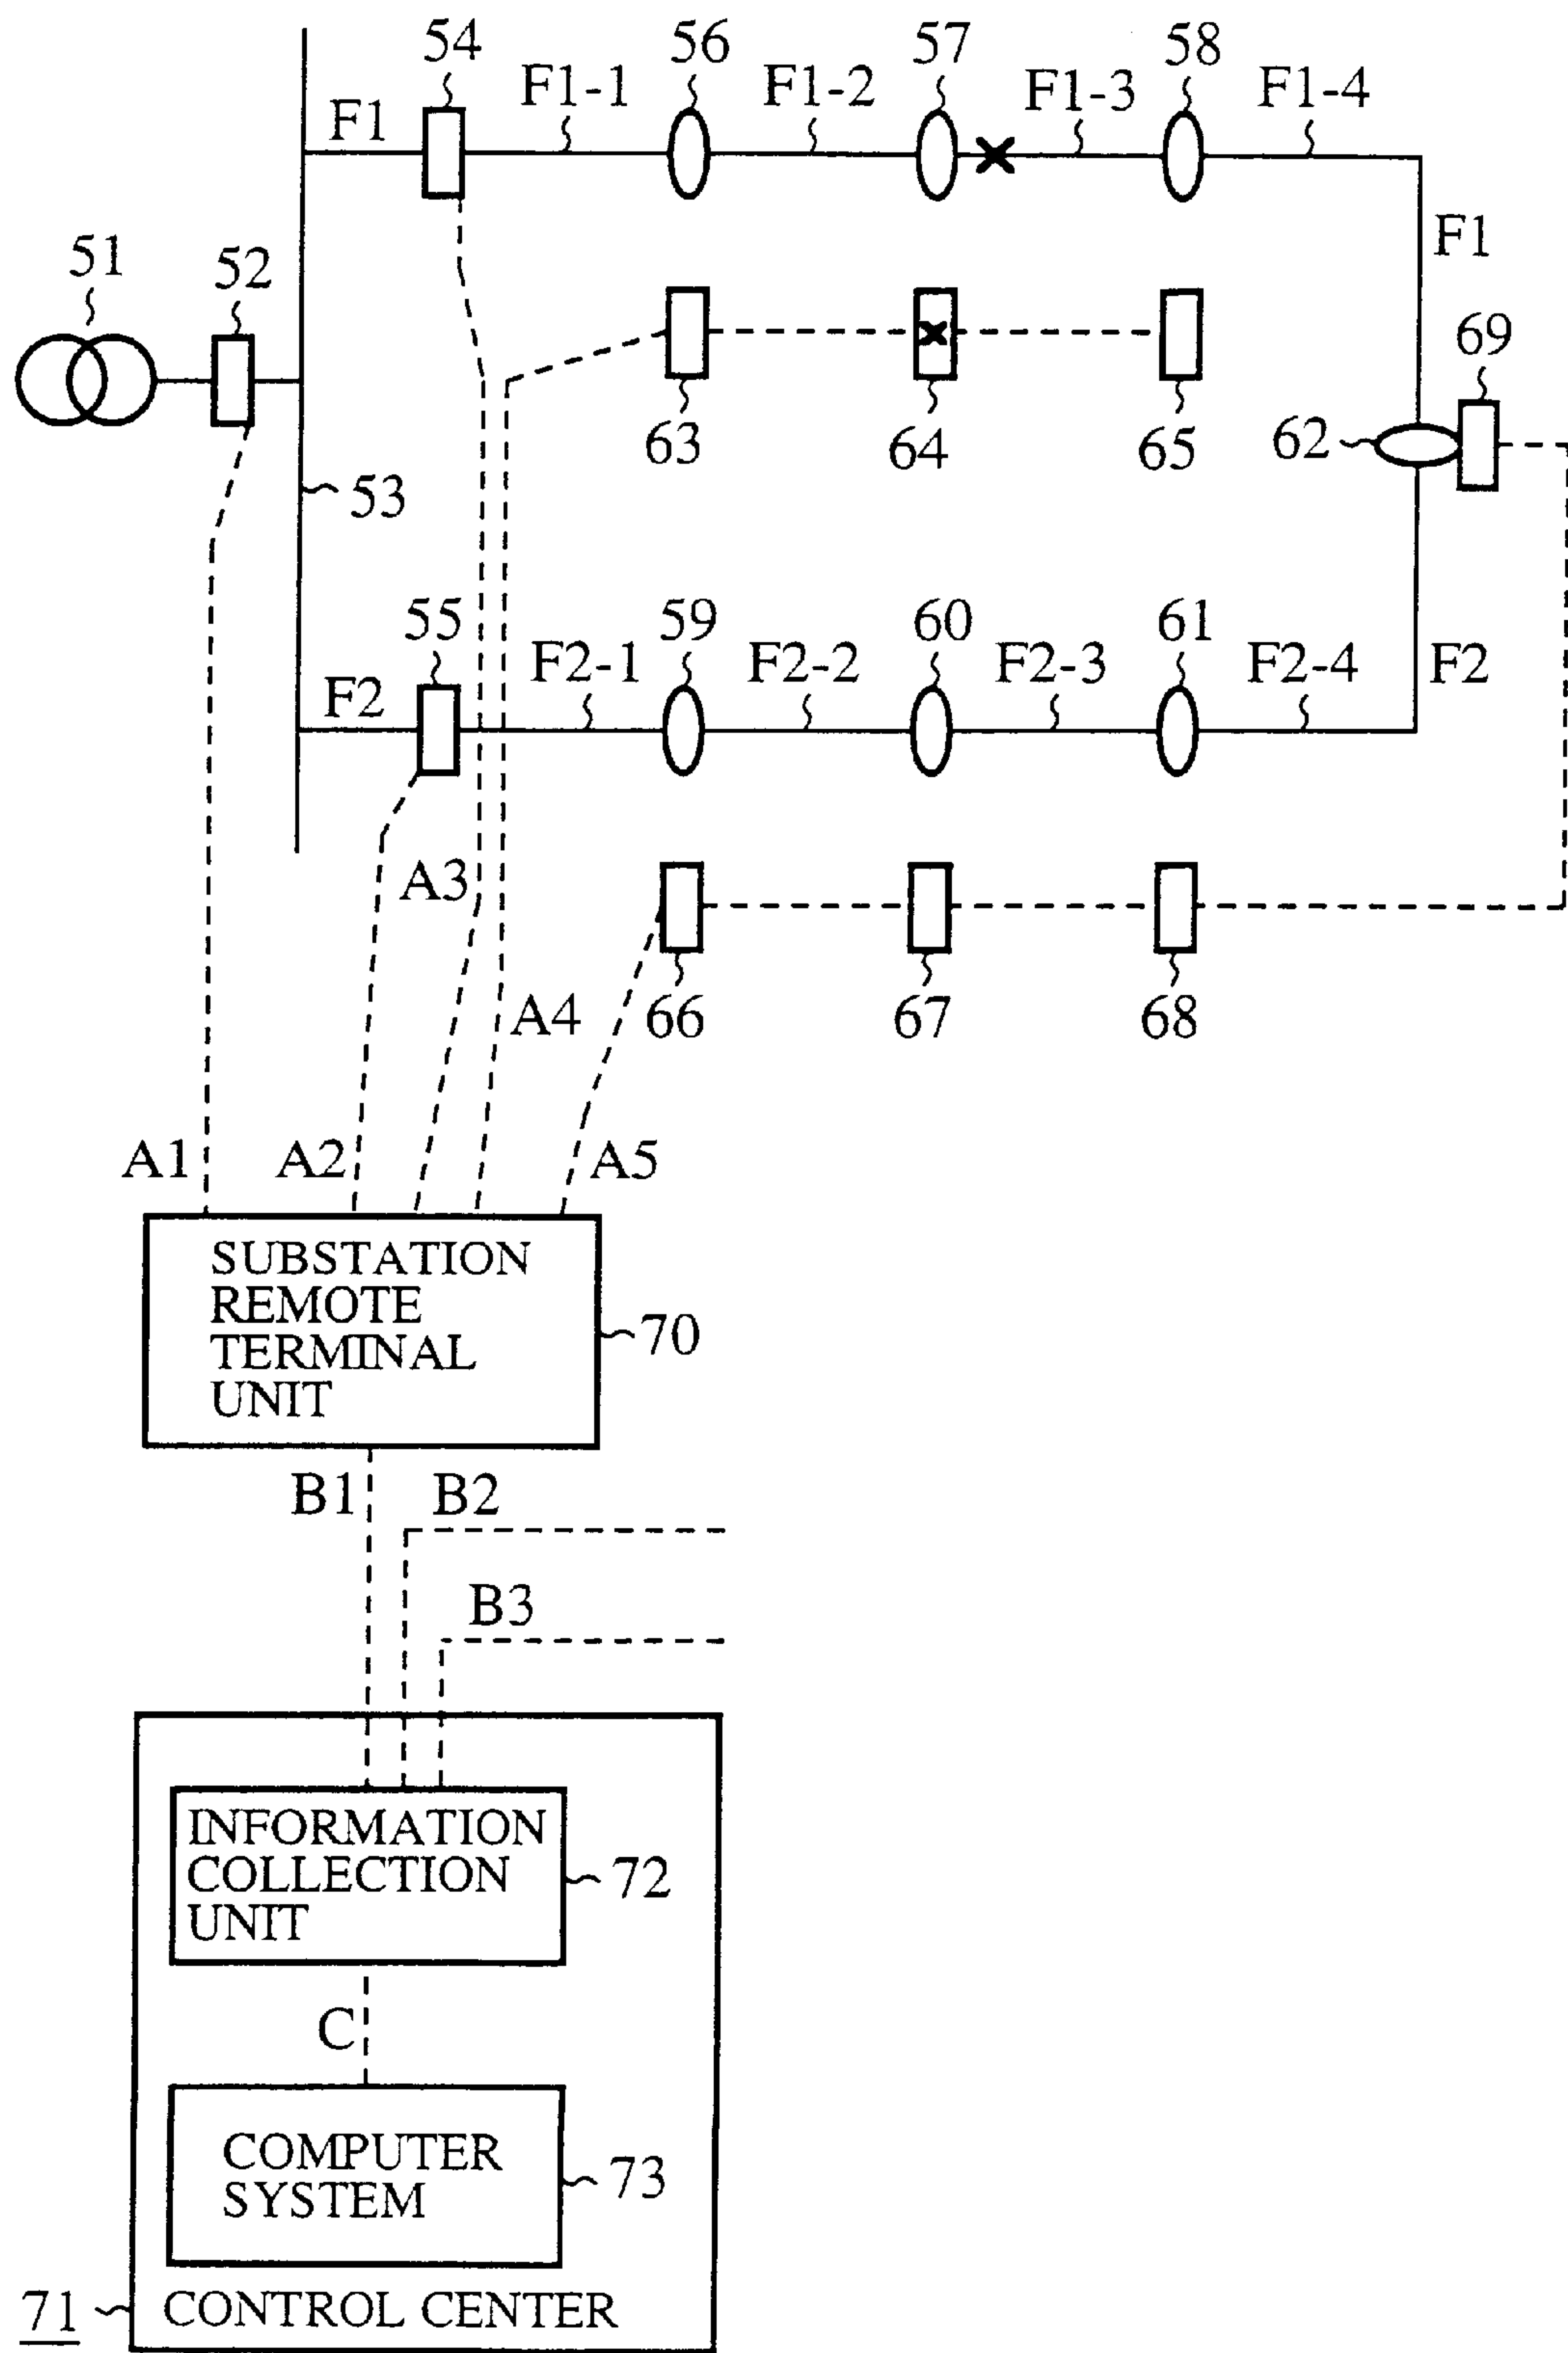 54
56
57
58
F1
F1-1
F1-2
F1-3
F1-4
51
52
F1
69
63
64
65
62
53
55
59
60
61
F2
F2-1
F2-2
F2-3
F2-4
F2
A3
66
67
68
A4
A1
A2
A5
SUBSTATION
REMOTE
TERMINAL
UNIT
70
B1
B2
B3
INFORMATION
COLLECTION
UNIT
72
C
COMPUTER
SYSTEM
73
71
CONTROL CENTER